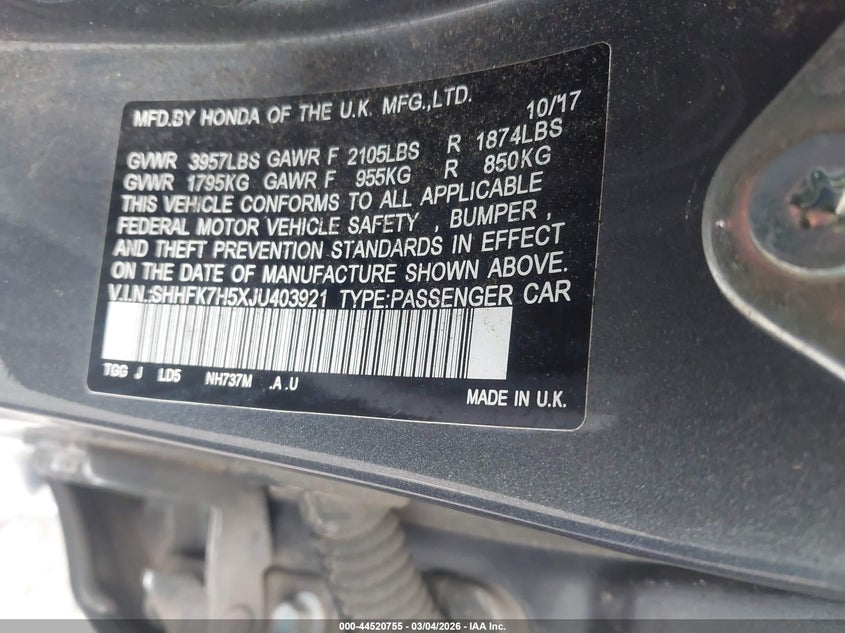 MFD.BY HONDA OF THE U.K. MFG.,LTD. 10/17
GVWR 3957LBS GAWR F 2105LBS R 1874LBS
GVWR 1795KG GAWR F 955KG R 850KG
THIS VEHICLE CONFORMS TO ALL APPLICABLE
FEDERAL MOTOR VEHICLE SAFETY , BUMPER ,
AND THEFT PREVENTION STANDARDS IN EFFECT
ON THE DATE OF MANUFACTURE SHOWN ABOVE.
V.I.N.:SHHFK7H5XJU403921 TYPE:PASSENGER CAR
TGG J LD5 NH737M .A.U
MADE IN U.K.
000-44520755 - 03/04/2026 - IAA Inc.